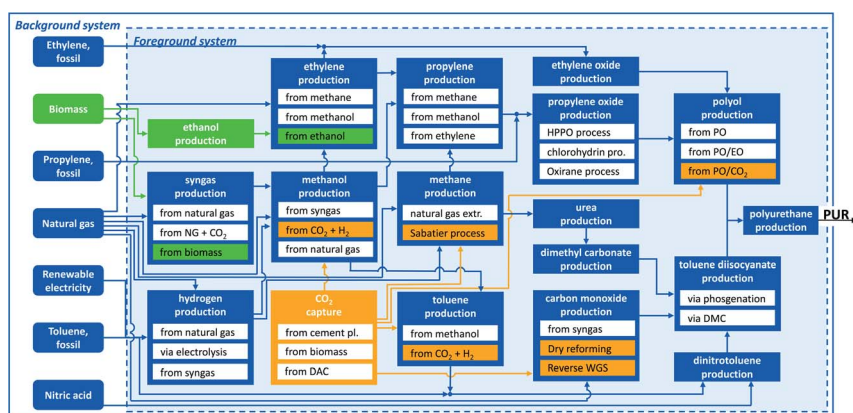 Background system
Foreground system
Ethylene,
fossil
Biomass
Propylene,
fossil
Natural gas
Renewable
electricity
Toluene,
fossil
Nitric acid
ethanol
production
syngas
production
from natural gas
from NG + CO₂
from biomass
hydrogen
production
from natural gas
via electrolysis
from syngas
ethylene
production
from methane
from methanol
from ethanol
methanol
production
from syngas
from CO₂ + H₂
from natural gas
CO₂
capture
from cement pl.
from biomass
from DAC
propylene
production
from methane
from methanol
from ethylene
methane
production
natural gas extr.
Sabatier process
toluene
production
from methanol
from CO₂ + H₂
ethylene oxide
production
propylene oxide
production
HPPO process
chlorohydrin pro.
Oxirane process
urea
production
dimethyl carbonate
production
carbon monoxide
production
from syngas
Dry reforming
Reverse WGS
polyol
production
from PO
from PO/EO
from PO/CO₂
toluene diisocyanate
production
via phosgenation
via DMC
dinitrotoluene
production
polyurethane
production
PUR